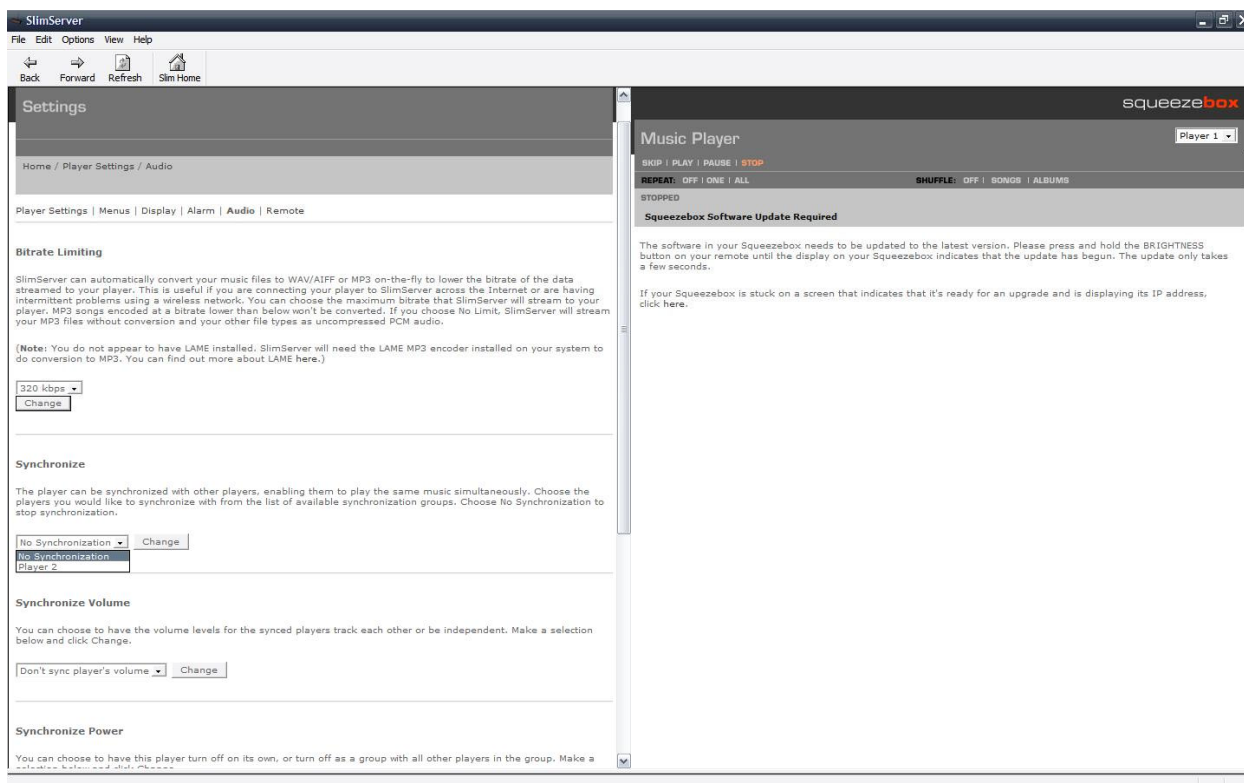 SlimServer
File Edit Options View Help
Back Forward Refresh Slim Home
Settings
Home / Player Settings / Audio
Player Settings | Menus | Display | Alarm | Audio | Remote
Bitrate Limiting
SlimServer can automatically convert your music files to WAV/AIFF or MP3 on-the-fly to lower the bitrate of the data
streamed to your player. This is useful if you are connecting your player to SlimServer across the Internet or are having
intermittent problems using a wireless network. You can choose the maximum bitrate that SlimServer will stream to your
player. MP3 songs encoded at a bitrate lower than below won't be converted. If you choose No Limit, SlimServer will stream
your MP3 files without conversion and your other file types as uncompressed PCM audio.
(Note: You do not appear to have LAME installed. SlimServer will need the LAME MP3 encoder installed on your system to
do conversion to MP3. You can find out more about LAME here.)
320 kbps
Change
Synchronize
The player can be synchronized with other players, enabling them to play the same music simultaneously. Choose the
players you would like to synchronize with from the list of available synchronization groups. Choose No Synchronization to
stop synchronization.
No Synchronization Change
No Synchronization
Player 2
Synchronize Volume
You can choose to have the volume levels for the synced players track each other or be independent. Make a selection
below and click Change.
Don't sync player's volume Change
Synchronize Power
You can choose to have this player turn off on its own, or turn off as a group with all other players in the group. Make a
selection below and click Change.
squeezebox
Music Player Player 1
SKIP | PLAY | PAUSE | STOP
REPEAT: OFF | ONE | ALL SHUFFLE: OFF | SONGS | ALBUMS
STOPPED
Squeezebox Software Update Required
The software in your Squeezebox needs to be updated to the latest version. Please press and hold the BRIGHTNESS
button on your remote until the display on your Squeezebox indicates that the update has begun. The update only takes
a few seconds.
If your Squeezebox is stuck on a screen that indicates that it's ready for an upgrade and is displaying its IP address,
click here.